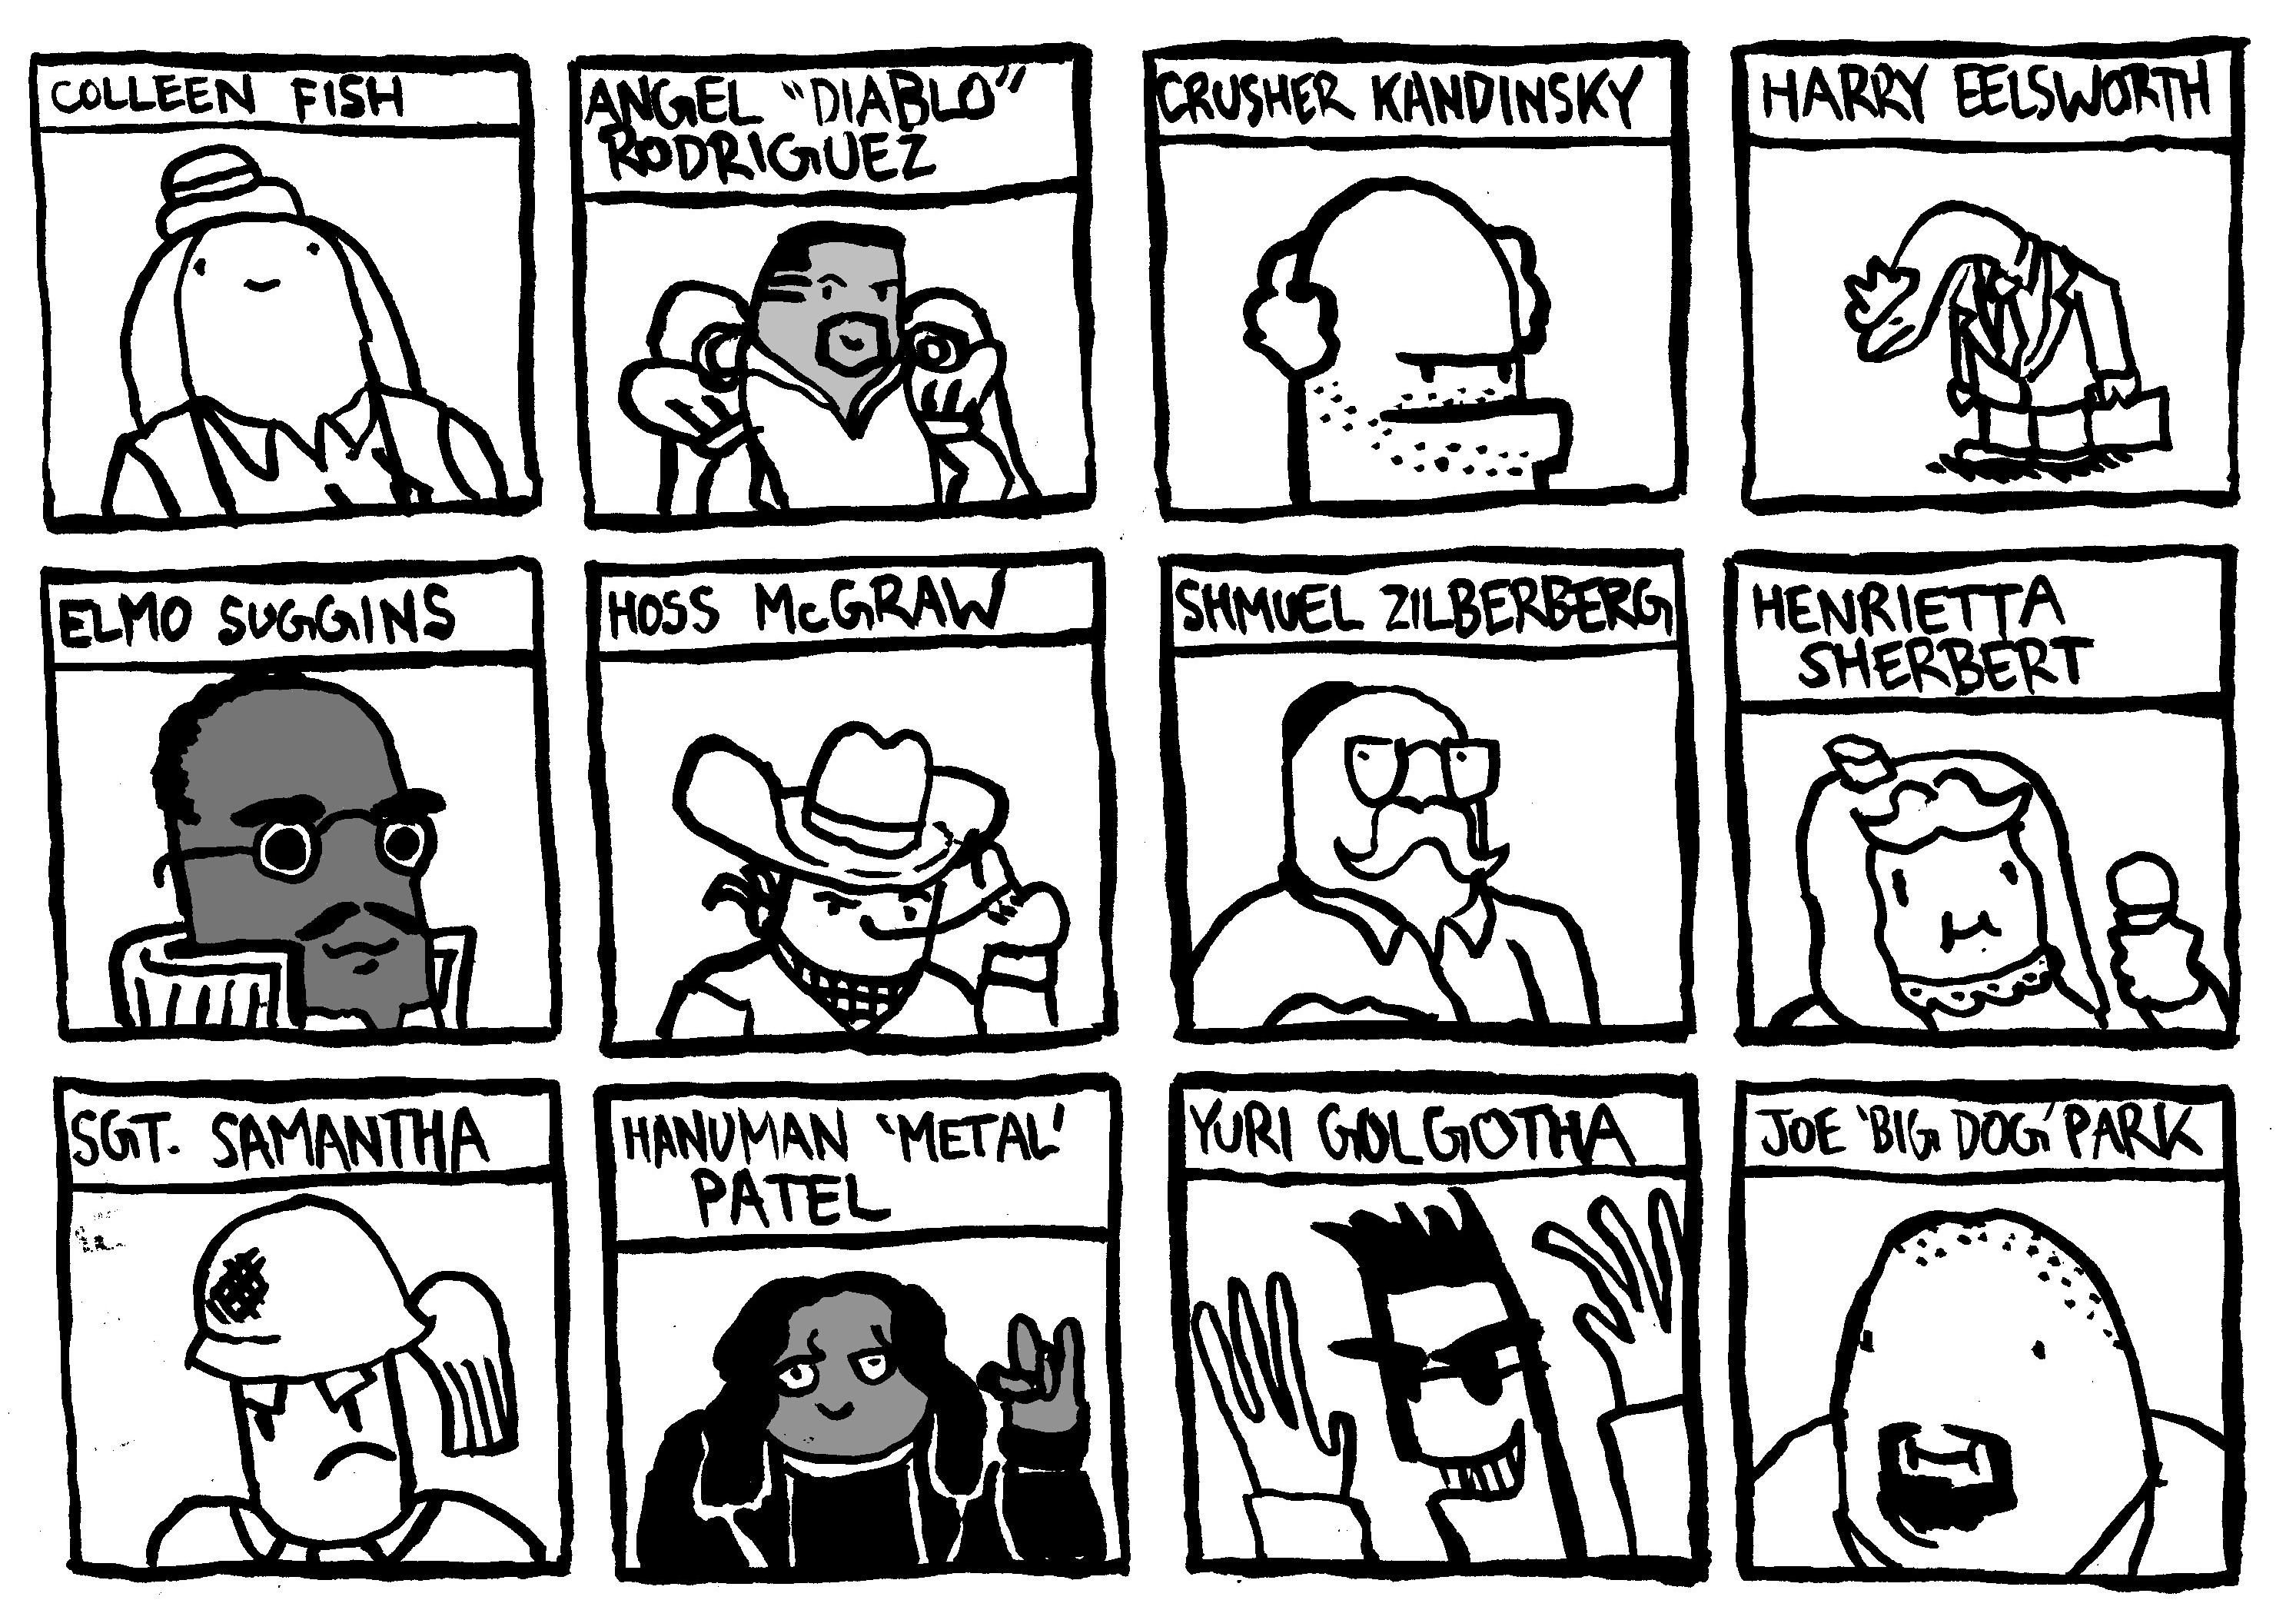 COLLEEN FISH
ANGEL "DIABLO"
RODRIGUEZ
CRUSHER KANDINSKY
HARRY EELSWORTH
ELMO SUGGINS
HOSS McGRAW
SHMUEL ZILBERBERG
HENRIETTA
SHERBERT
SGT. SAMANTHA
HANUMAN 'METAL'
PATEL
YURI GOLGOTHA
JOE 'BIG DOG' PARK